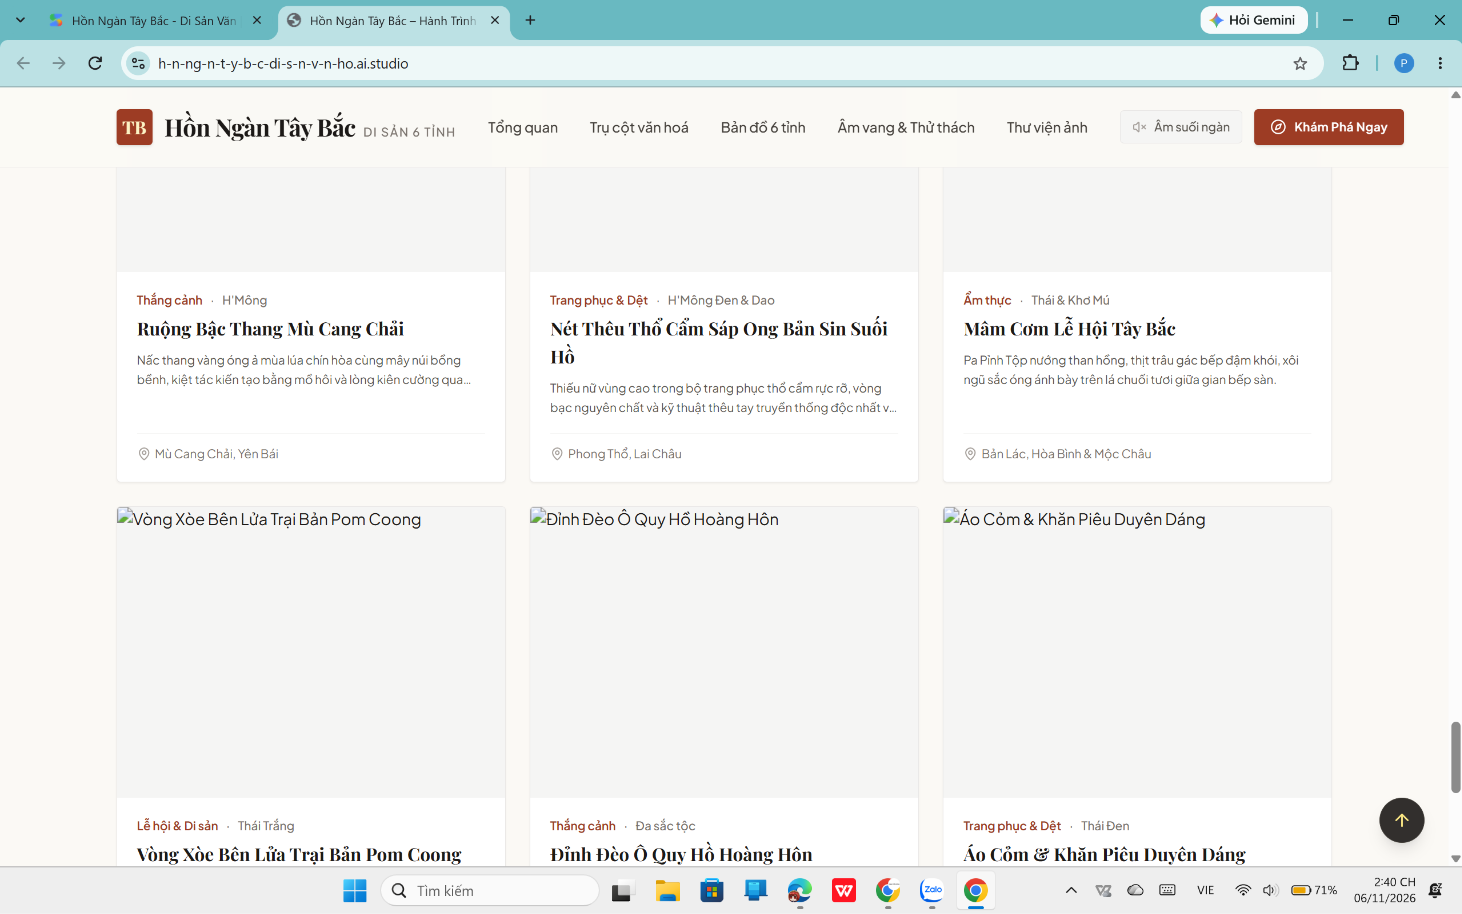 Hồn Ngàn Tây Bắc - Di Sản Văn
Hồn Ngàn Tây Bắc – Hành Trình
Hỏi Gemini
h-n-ng-n-t-y-b-c-di-s-n-v-n-ho.ai.studio
P
TB Hồn Ngàn Tây Bắc DI SẢN 6 TỈNH
Tổng quan
Trụ cột văn hoá
Bản đồ 6 tỉnh
Âm vang & Thử thách
Thư viện ảnh
Âm suối ngàn
Khám Phá Ngay
Thắng cảnh · H'Mông
Ruộng Bậc Thang Mù Cang Chải
Nấc thang vàng óng ả mùa lúa chín hòa cùng mây núi bồng
bềnh, kiệt tác kiến tạo bằng mồ hôi và lòng kiên cường qua...
Mù Cang Chải, Yên Bái
Trang phục & Dệt · H'Mông Đen & Dao
Nét Thêu Thổ Cẩm Sáp Ong Bản Sin Suối
Hồ
Thiếu nữ vùng cao trong bộ trang phục thổ cẩm rực rỡ, vòng
bạc nguyên chất và kỹ thuật thêu tay truyền thống độc nhất v...
Phong Thổ, Lai Châu
Ẩm thực · Thái & Khơ Mú
Mâm Cơm Lễ Hội Tây Bắc
Pa Pỉnh Tộp nướng than hồng, thịt trâu gác bếp đậm khói, xôi
ngũ sắc óng ánh bày trên lá chuối tươi giữa gian bếp sàn.
Bản Lác, Hòa Bình & Mộc Châu
Vòng Xòe Bên Lửa Trại Bản Pom Coong
Đỉnh Đèo Ô Quy Hồ Hoàng Hôn
Áo Cỏm & Khăn Piêu Duyên Dáng
Lễ hội & Di sản · Thái Trắng
Vòng Xòe Bên Lửa Trại Bản Pom Coong
Thắng cảnh · Đa sắc tộc
Đỉnh Đèo Ô Quy Hồ Hoàng Hôn
Trang phục & Dệt · Thái Đen
Áo Cỏm & Khăn Piêu Duyên Dáng
Tìm kiếm
W
Zalo
VIE
71%
2:40 CH
06/11/2026